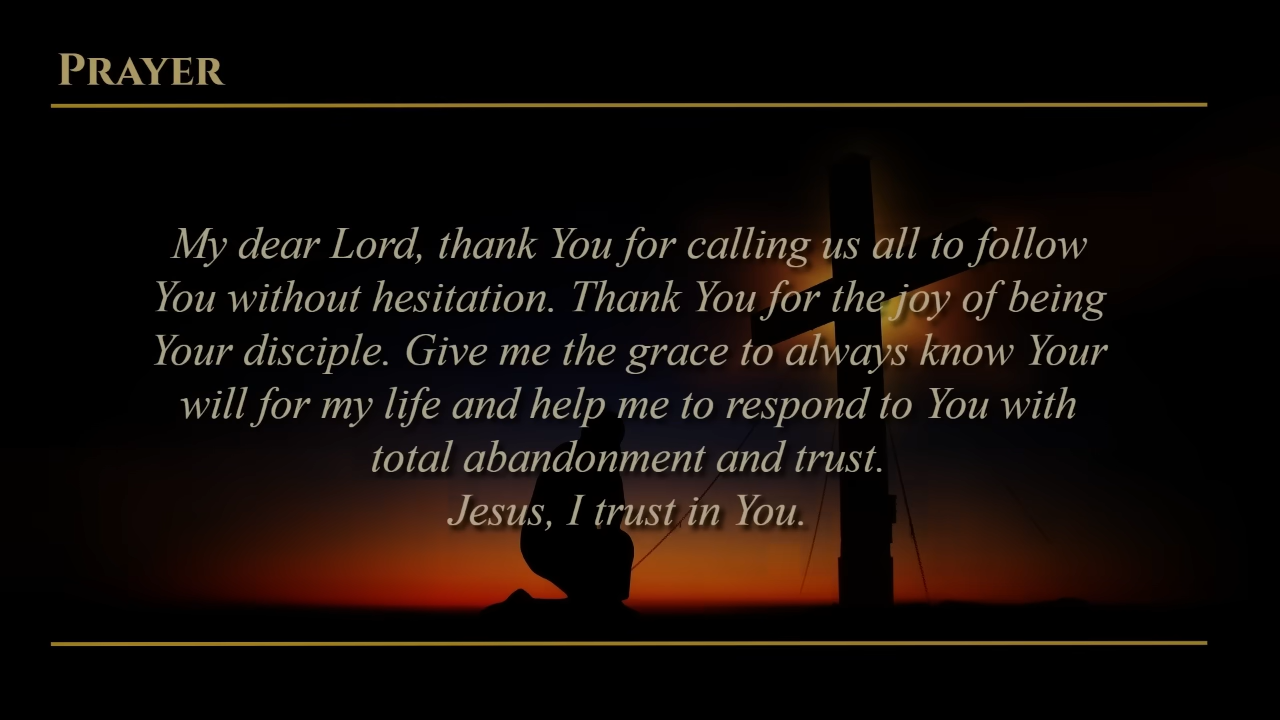 PRAYER
My dear Lord, thank You for calling us all to follow
You without hesitation. Thank You for the joy of being
Your disciple. Give me the grace to always know Your
will for my life and help me to respond to You with
total abandonment and trust.
Jesus, I trust in You.